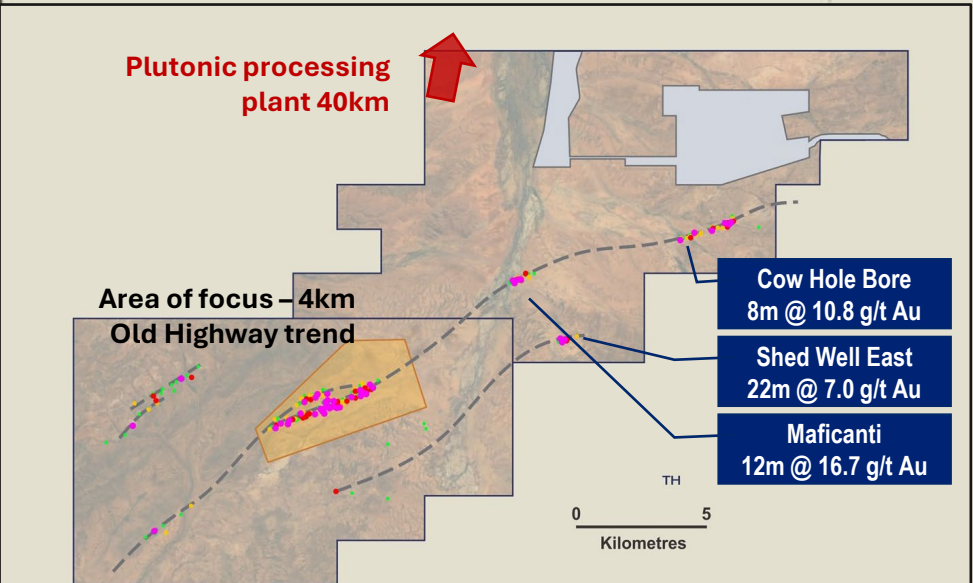 Plutonic processing
plant 40km
Area of focus – 4km
Old Highway trend
Cow Hole Bore
8m @ 10.8 g/t Au
Shed Well East
22m @ 7.0 g/t Au
Maficanti
12m @ 16.7 g/t Au
TH
0 5
Kilometres